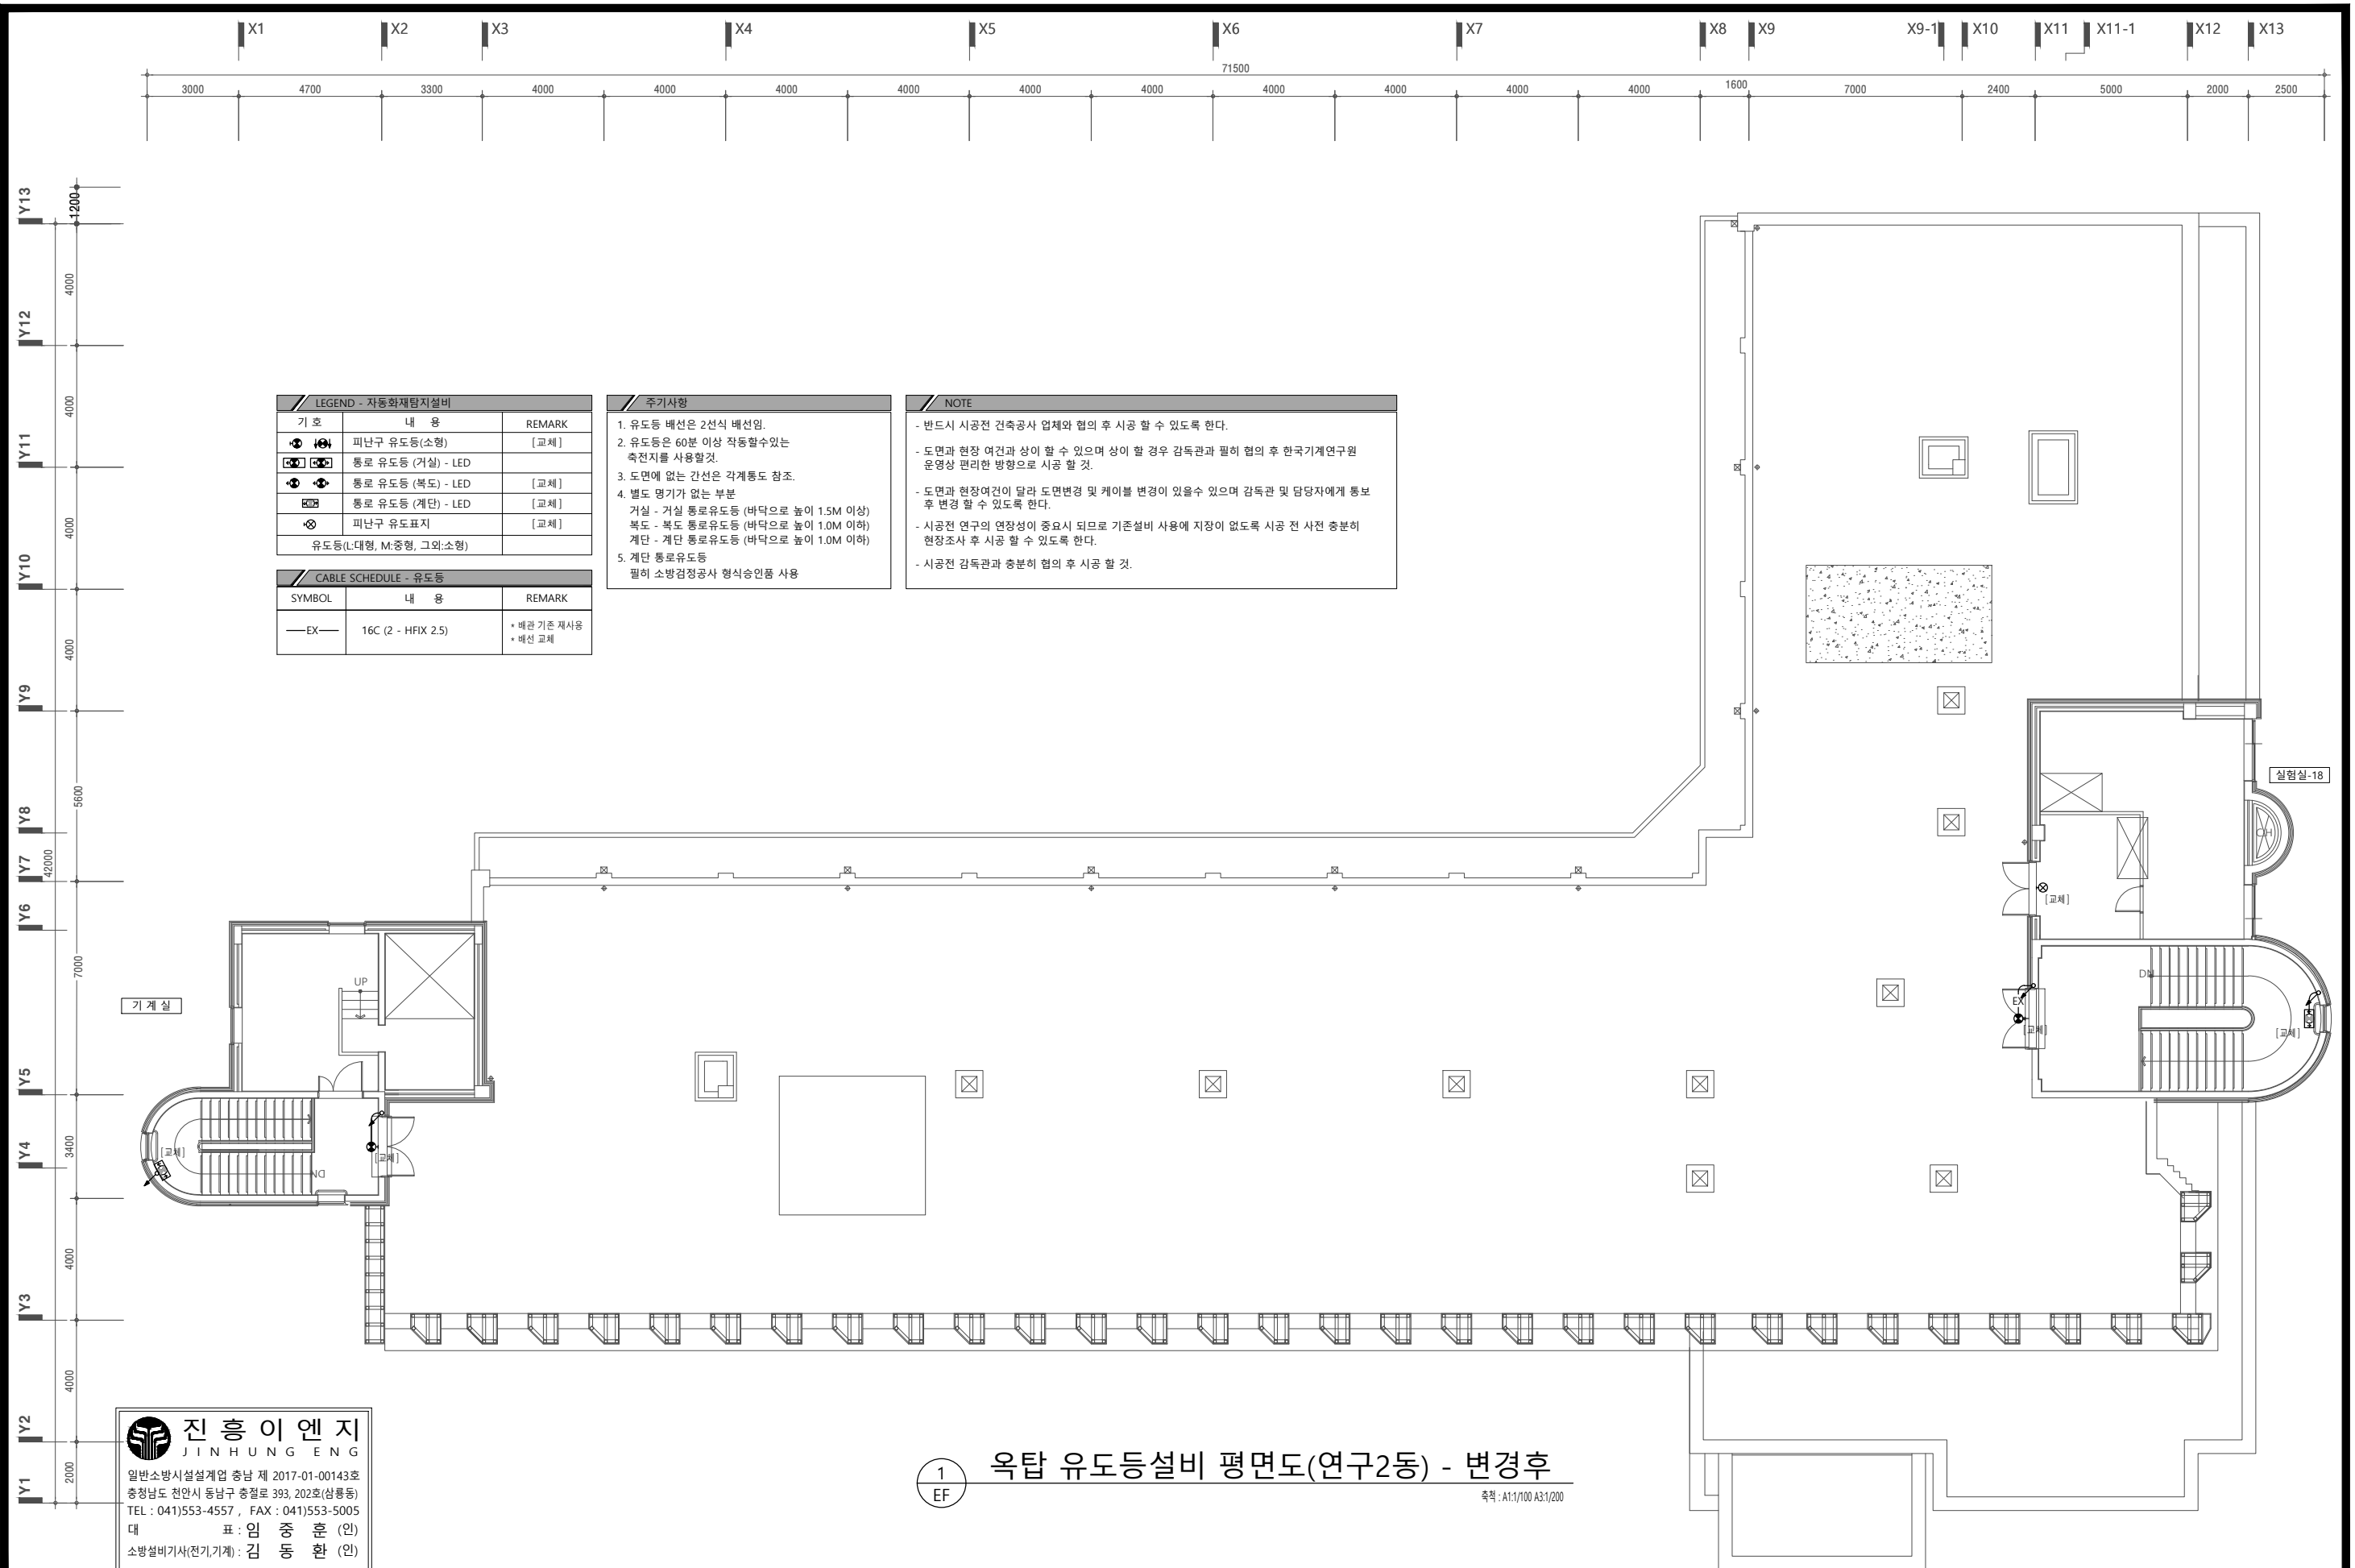 X1 X2 X3 X4 X5 X6 X7 X8 X9 X9-1 X10 X11 X11-1 X12 X13
71500
3000 4700 3300 4000 4000 4000 4000 4000 4000 4000 4000 4000 4000 1600 7000 2400 5000 2000 2500
Y13
1200
4000
Y12
4000
Y11
4000
Y10
4000
Y9
5600
Y8
42000
Y7
Y6
7000
Y5
3400
Y4
4000
Y3
4000
Y2
2000
Y1
LEGEND - 자동화재탐지설비
기 호 내 용 REMARK
피난구 유도등(소형) [교체]
통로 유도등 (거실) - LED
통로 유도등 (복도) - LED [교체]
통로 유도등 (계단) - LED [교체]
피난구 유도표지 [교체]
유도등(L:대형, M:중형, 그외:소형)
CABLE SCHEDULE - 유도등
SYMBOL 내 용 REMARK
EX 16C (2 - HFIX 2.5) * 배관 기존 재사용
* 배선 교체
주기사항
1. 유도등 배선은 2선식 배선임.
2. 유도등은 60분 이상 작동할수있는
축전지를 사용할것.
3. 도면에 없는 간선은 각계통도 참조.
4. 별도 명기가 없는 부분
거실 - 거실 통로유도등 (바닥으로 높이 1.5M 이상)
복도 - 복도 통로유도등 (바닥으로 높이 1.0M 이하)
계단 - 계단 통로유도등 (바닥으로 높이 1.0M 이하)
5. 계단 통로유도등
필히 소방검정공사 형식승인품 사용
NOTE
- 반드시 시공전 건축공사 업체와 협의 후 시공 할 수 있도록 한다.
- 도면과 현장 여건과 상이 할 수 있으며 상이 할 경우 감독관과 필히 협의 후 한국기계연구원
운영상 편리한 방향으로 시공 할 것.
- 도면과 현장여건이 달라 도면변경 및 케이블 변경이 있을수 있으며 감독관 및 담당자에게 통보
후 변경 할 수 있도록 한다.
- 시공전 연구의 연장성이 중요시 되므로 기존설비 사용에 지장이 없도록 시공 전 사전 충분히
현장조사 후 시공 할 수 있도록 한다.
- 시공전 감독관과 충분히 협의 후 시공 할 것.
실험실-18
OH
[교체]
DN
EX
[교체]
[교체]
기 계 실
UP
[교체]
[교체]
DN
진 흥 이 엔 지
JINHUNG ENG
일반소방시설설계업 충남 제 2017-01-00143호
충청남도 천안시 동남구 충절로 393, 202호(삼룡동)
TEL : 041)553-4557 , FAX : 041)553-5005
대 표 : 임 중 훈 (인)
소방설비기사(전기,기계) : 김 동 환 (인)
1
EF
옥탑 유도등설비 평면도(연구2동) - 변경후
축척 : A1:1/100 A3:1/200